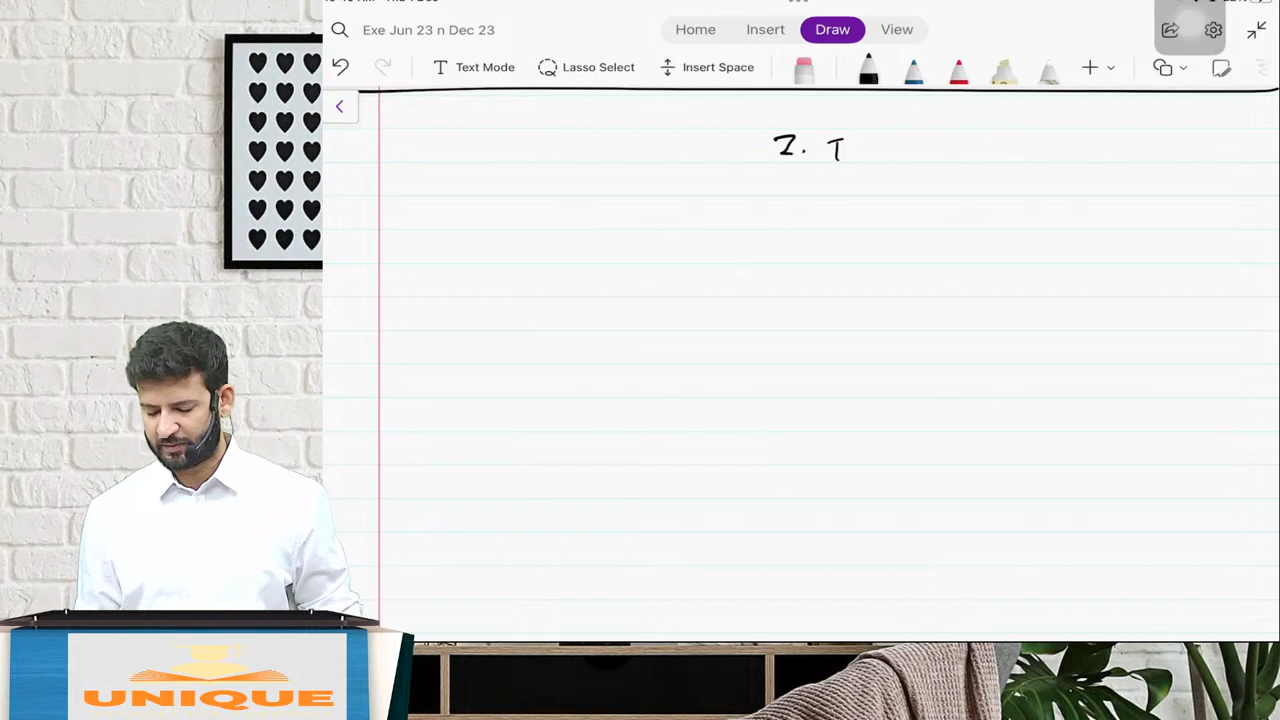 Exe Jun 23 n Dec 23
Home Insert Draw View
Text Mode Lasso Select Insert Space
2. T
UNIQUE